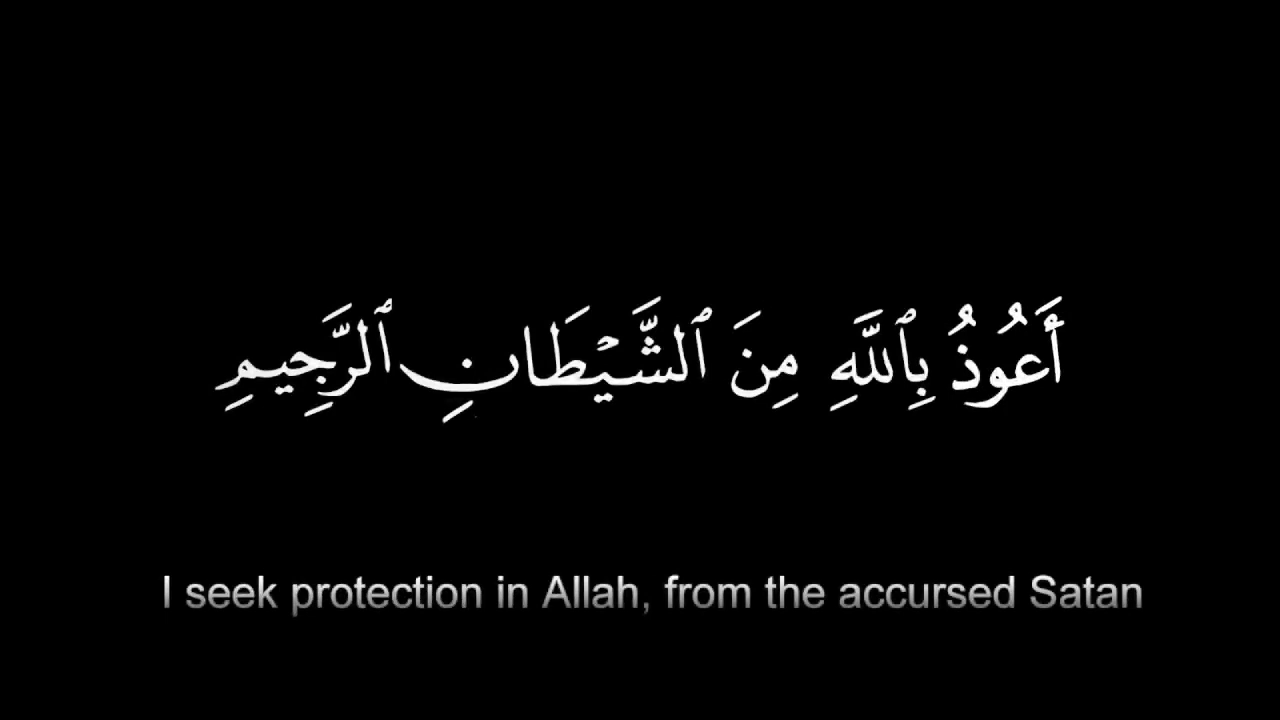 أَعُوذُ بِٱللَّهِ مِنَ ٱلشَّيۡطَانِ ٱلرَّجِيمِ
I seek protection in Allah, from the accursed Satan